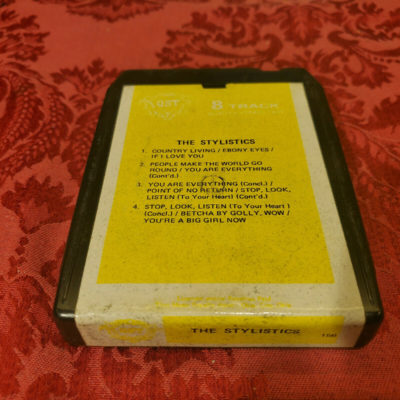 8 TRACK
THE STYLISTICS
1. COUNTRY LIVING / EBONY EYES /
IF I LOVE YOU
2. PEOPLE MAKE THE WORLD GO
ROUND / YOU ARE EVERYTHING
(Cont'd.)
3. YOU ARE EVERYTHING (Concl.) /
POINT OF NO RETURN / STOP, LOOK,
LISTEN (To Your Heart) (Cont'd.)
4. STOP, LOOK, LISTEN (To Your Heart)
(Concl.) / BETCHA BY GOLLY, WOW /
YOU'RE A BIG GIRL NOW
THE STYLISTICS